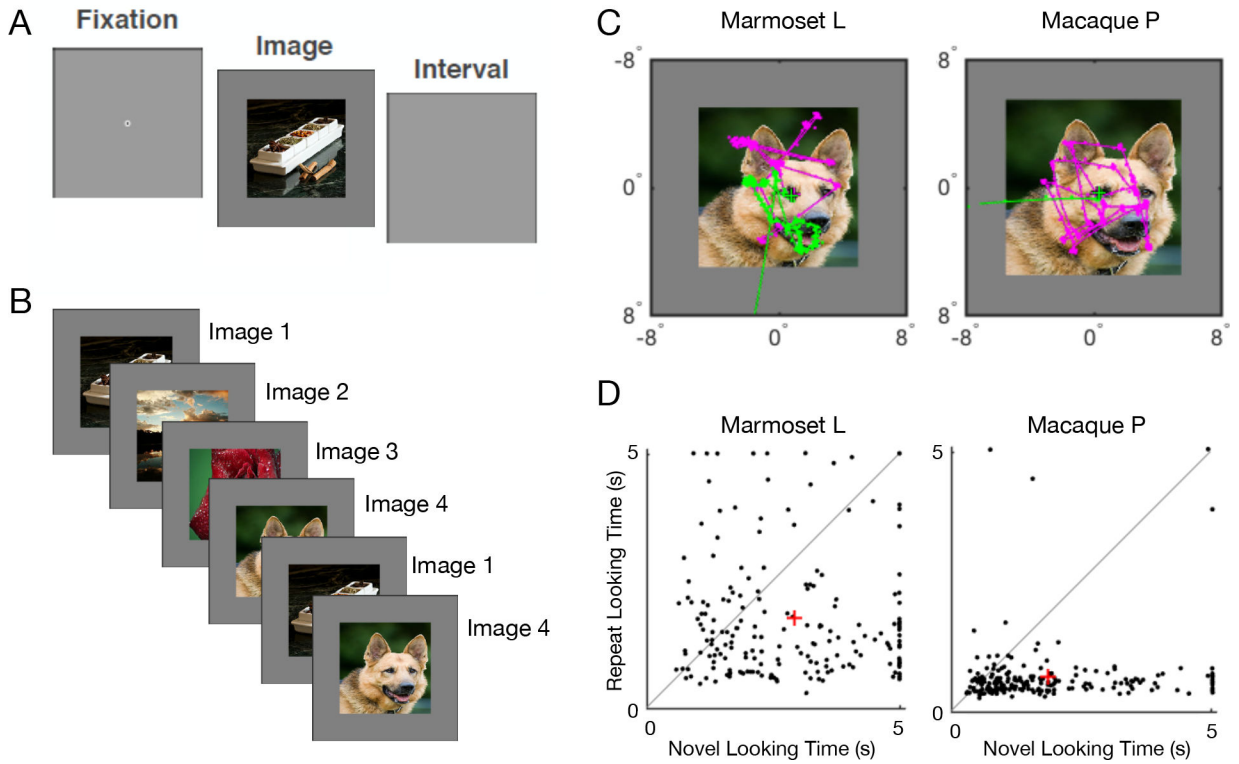 A
Fixation
Image
Interval
B
Image 1
Image 2
Image 3
Image 4
Image 1
Image 4
C
Marmoset L
Macaque P
-8°
0°
8°
-8°
0°
8°
8°
0°
8°
-8°
0°
8°
D
Marmoset L
Macaque P
Repeat Looking Time (s)
5
0
0
5
Novel Looking Time (s)
5
0
0
5
Novel Looking Time (s)